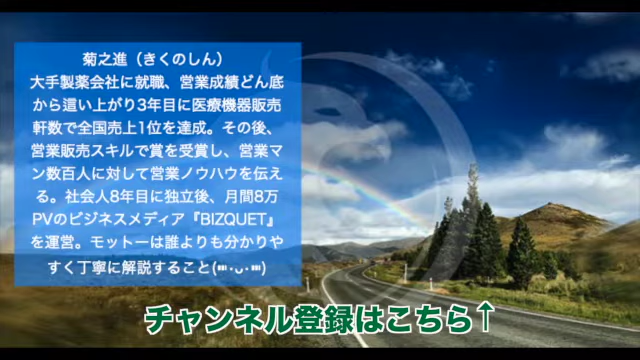 菊之進（きくのしん）
大手製薬会社に就職、営業成績どん底
から這い上がり3年目に医療機器販売
軒数で全国売上1位を達成。その後、
営業販売スキルで賞を受賞し、営業マ
ン数百人に対して営業ノウハウを伝え
る。社会人8年目に独立後、月間8万
PVのビジネスメディア『BIZQUET』
を運営。モットーは誰よりも分かりや
すく丁寧に解説すること(⑉･ᴗ･⑉)
チャンネル登録はこちら↑